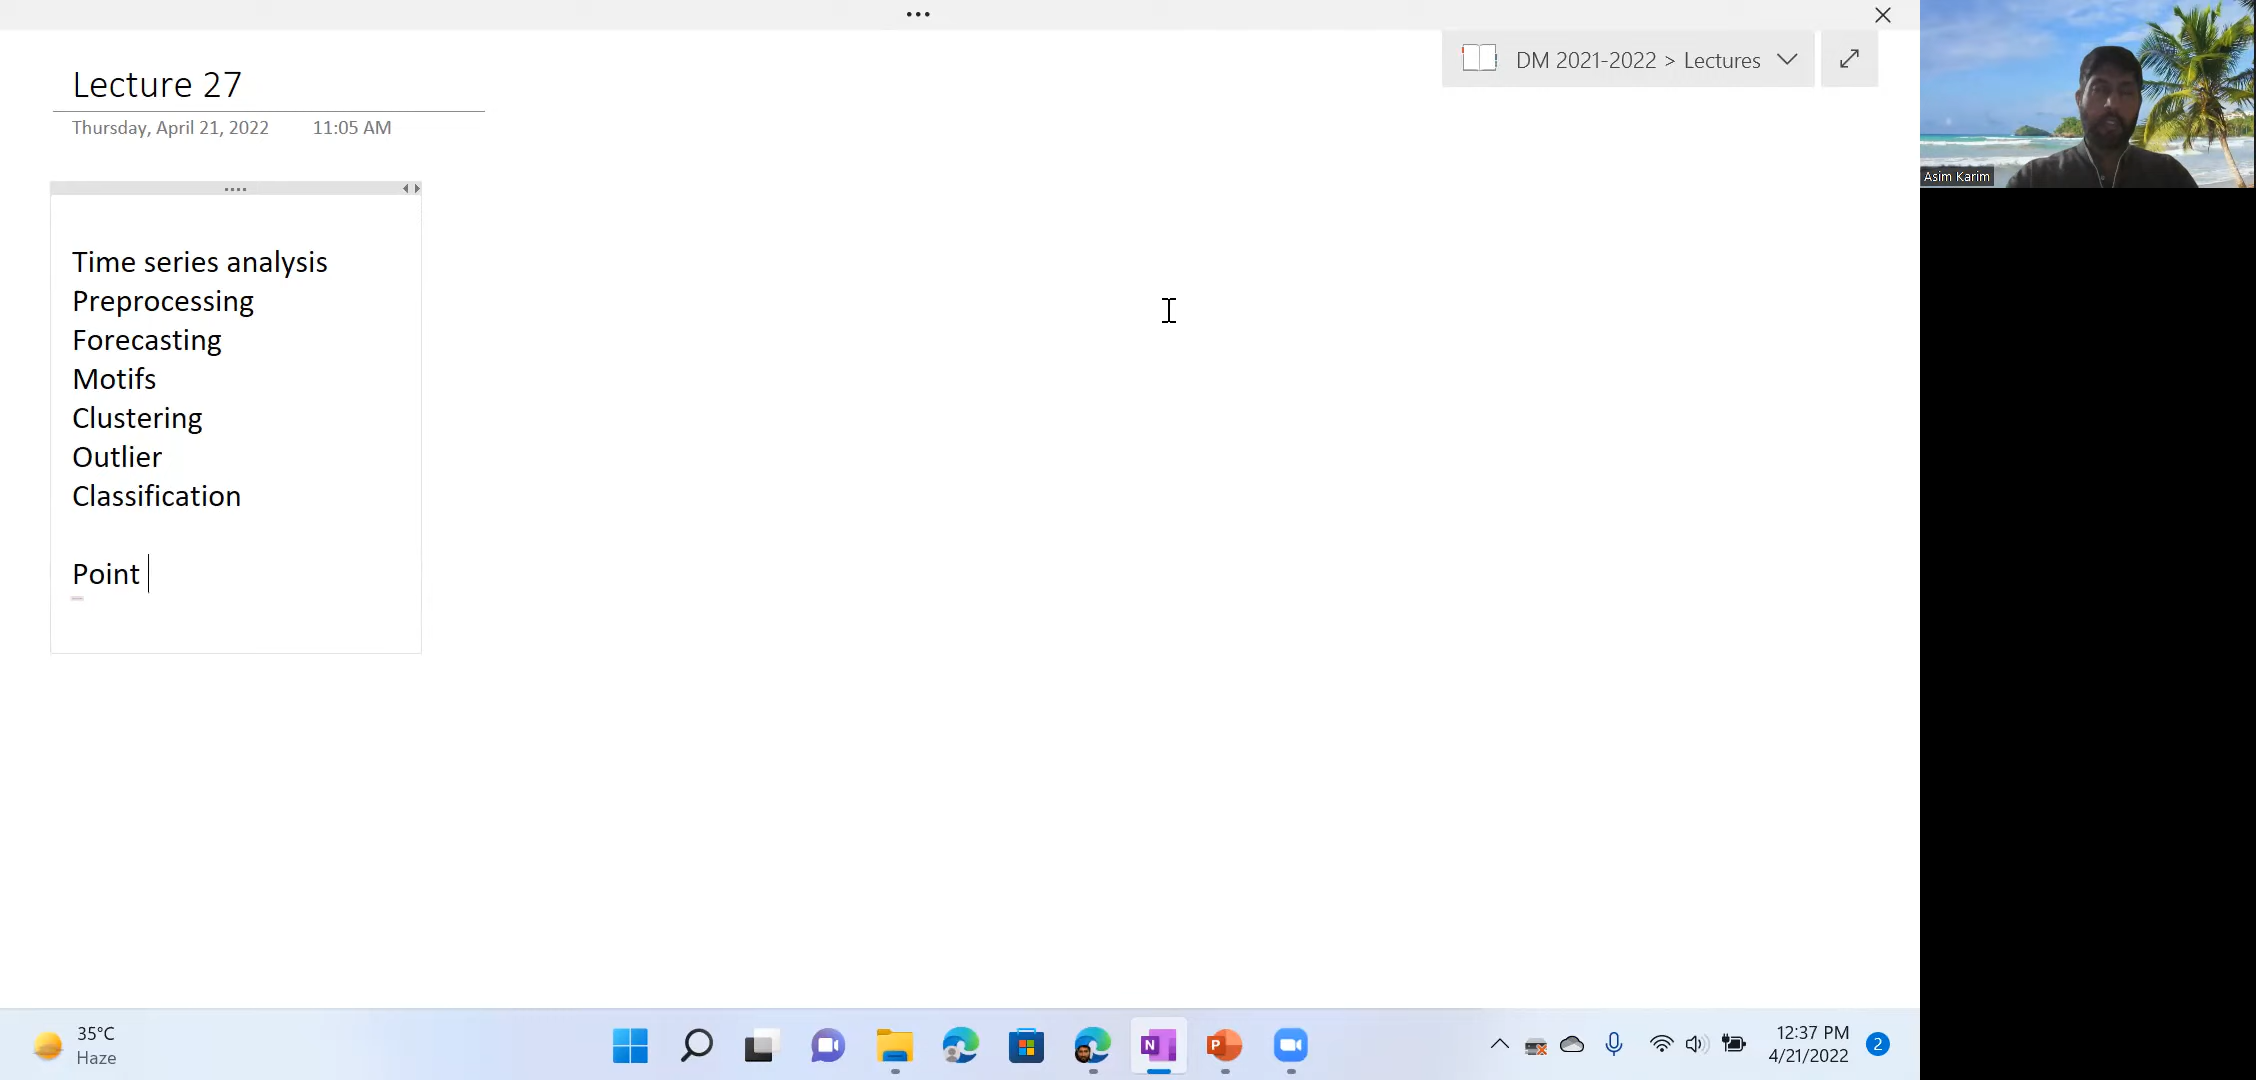 DM 2021-2022 > Lectures
Lecture 27
Thursday, April 21, 2022 11:05 AM
Asim Karim
Time series analysis
Preprocessing
Forecasting
Motifs
Clustering
Outlier
Classification
Point
35°C
Haze
N
P
12:37 PM
4/21/2022
2